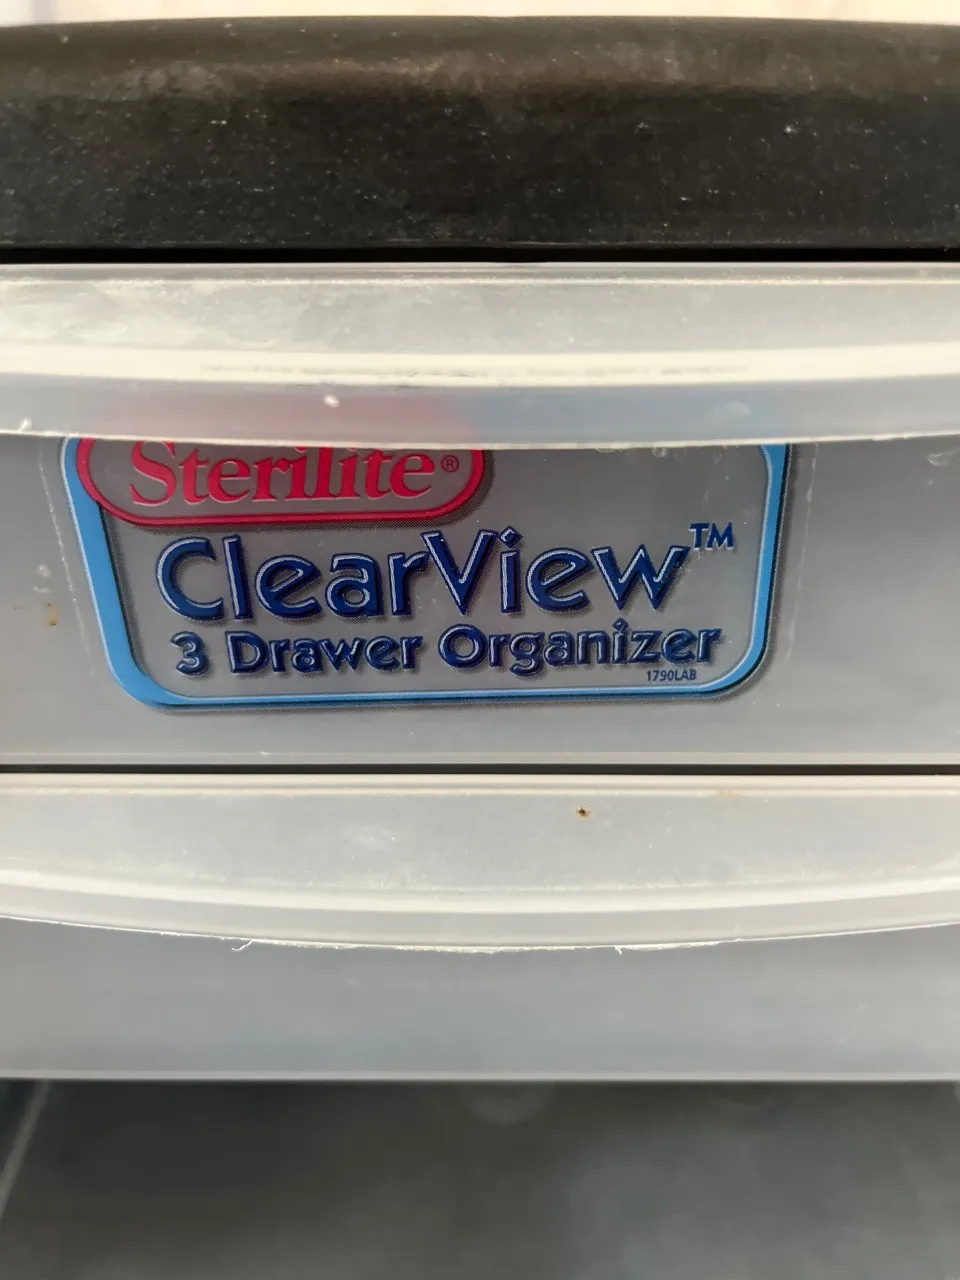 Sterilite®
ClearView™
3 Drawer Organizer
1790LAB